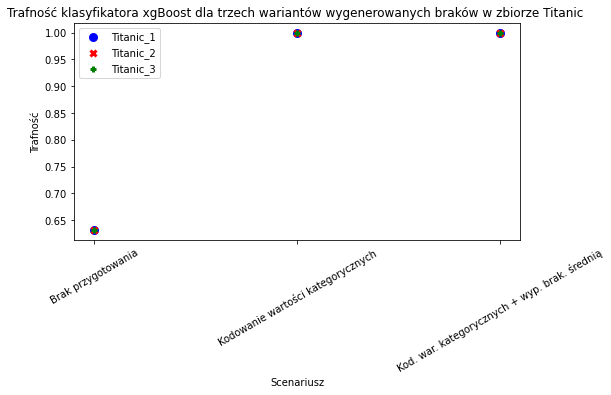 Trafność klasyfikatora xgBoost dla trzech wariantów wygenerowanych braków w zbiorze Titanic
Titanic_1
Titanic_2
Titanic_3
Trafność
1.00
0.95
0.90
0.85
0.80
0.75
0.70
0.65
Brak przygotowania
Kodowanie wartości kategorycznych
Kod. war. kategorycznych + wyp. brak. średnią
Scenariusz